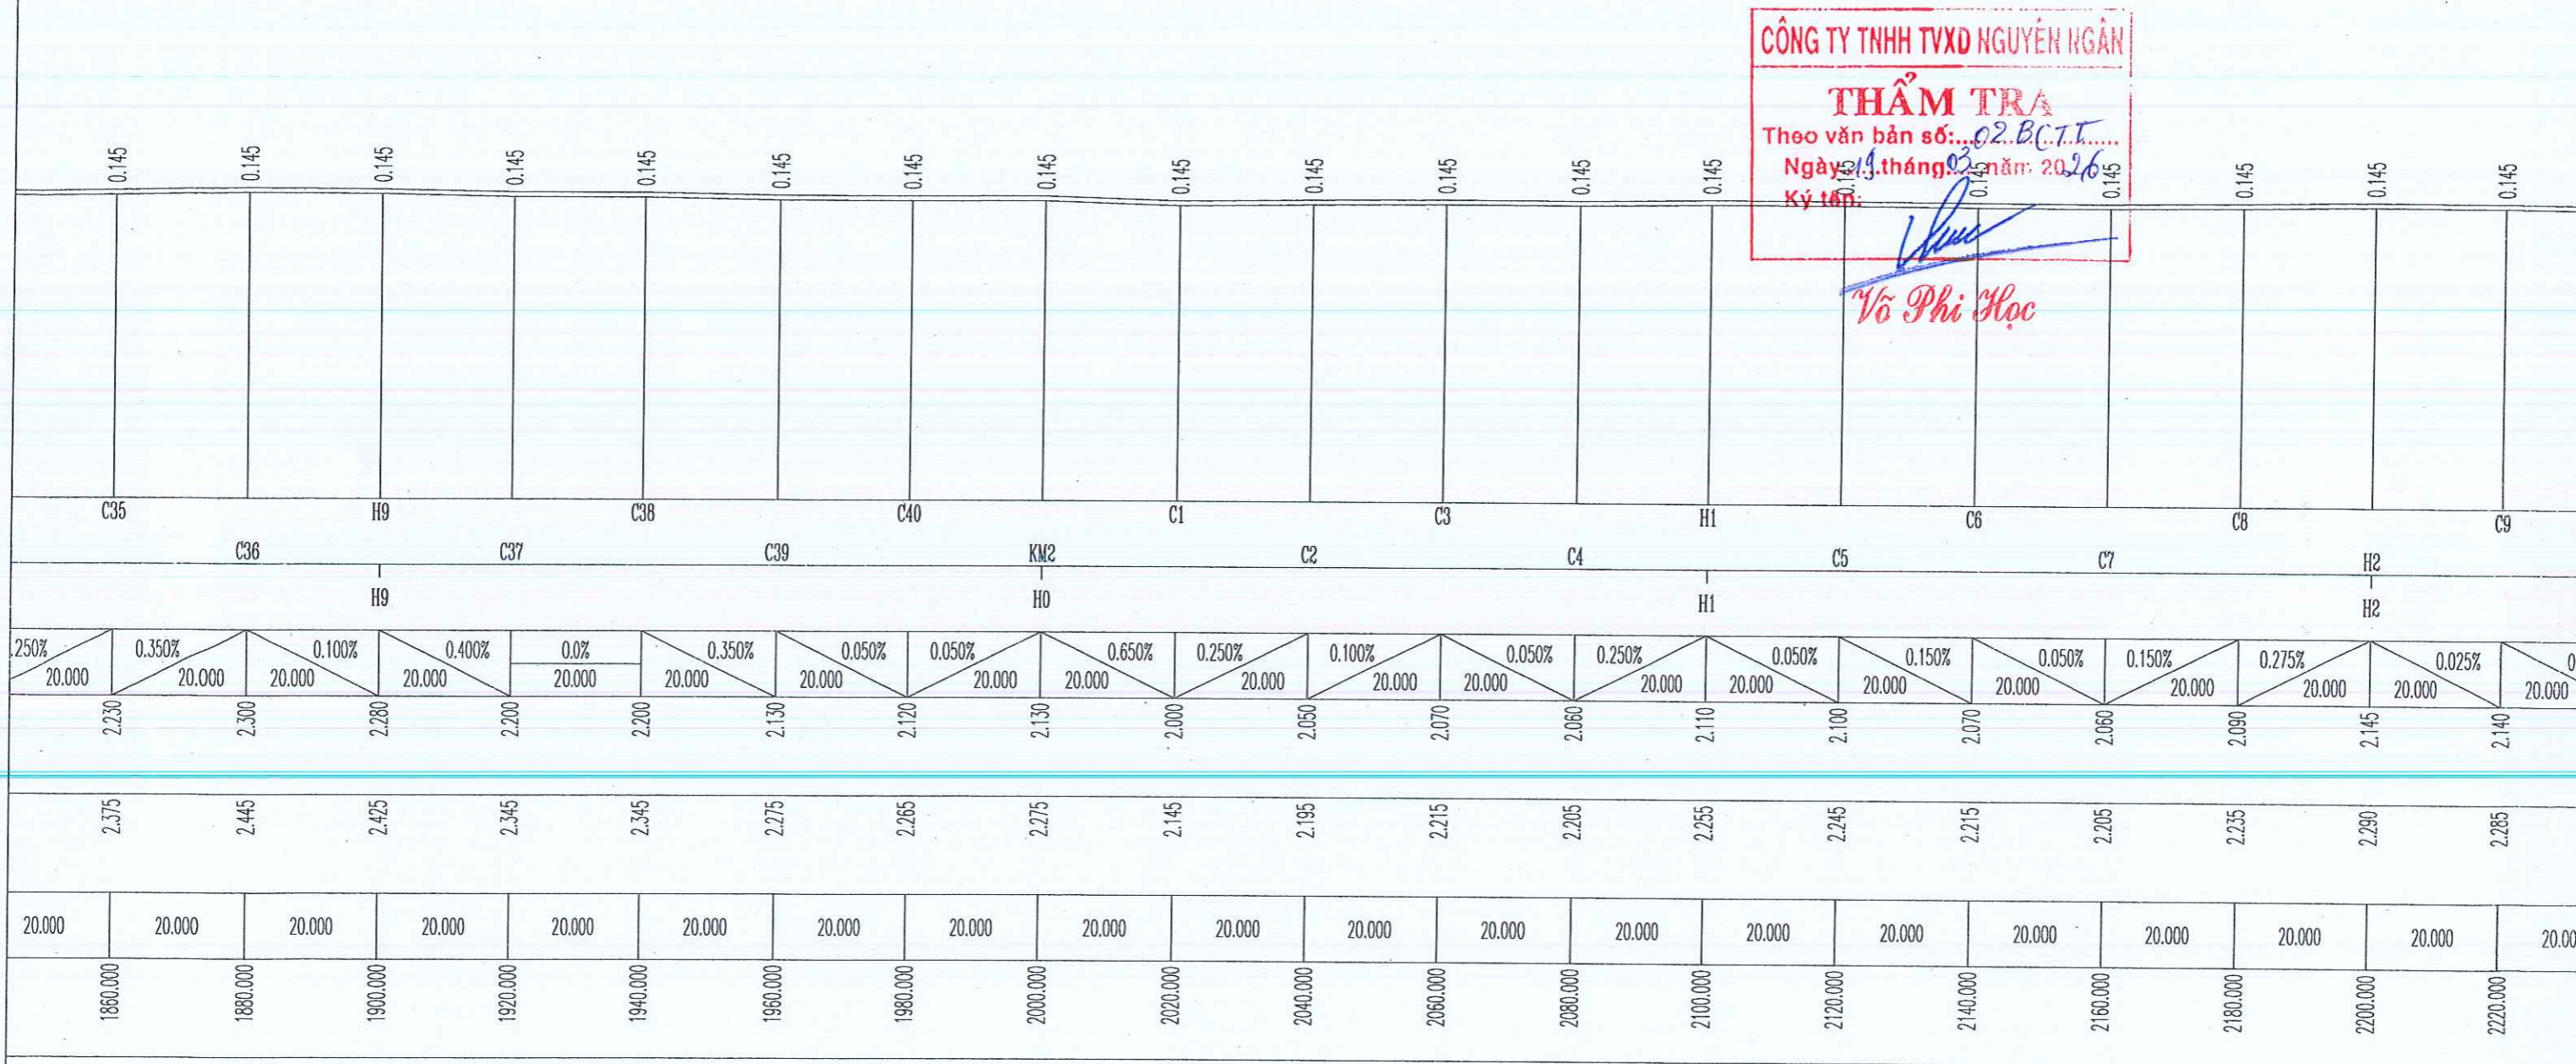 CÔNG TY TNHH TVXD NGUYÊN NGÂN
THẨM TRA
Theo văn bản số:...02 BCTT...
Ngày 19 tháng 03 năm 2026
Ký tên:
Võ Phi Học
0.145 0.145 0.145 0.145 0.145 0.145 0.145 0.145 0.145 0.145 0.145 0.145 0.145 0.145 0.145 0.145 0.145 0.145 0.145
C35 H9 C38 C40 C1 C3 H1 C6 C8 C9
C36 C37 C39 KM2 C2 C4 C5 C7 H2
H9 H0 H1 H2
.250% 0.350% 0.100% 0.400% 0.0% 0.350% 0.050% 0.050% 0.650% 0.250% 0.100% 0.050% 0.250% 0.050% 0.150% 0.050% 0.150% 0.275% 0.025% 0
20.000 20.000 20.000 20.000 20.000 20.000 20.000 20.000 20.000 20.000 20.000 20.000 20.000 20.000 20.000 20.000 20.000 20.000 20.000 20.000
2.230 2.300 2.280 2.200 2.200 2.130 2.120 2.130 2.000 2.050 2.070 2.060 2.110 2.100 2.070 2.060 2.090 2.145 2.140
2.375 2.445 2.425 2.345 2.345 2.275 2.265 2.275 2.145 2.195 2.215 2.205 2.255 2.245 2.215 2.205 2.235 2.290 2.285
20.000 20.000 20.000 20.000 20.000 20.000 20.000 20.000 20.000 20.000 20.000 20.000 20.000 20.000 20.000 20.000 20.000 20.000 20.000 20.00
1860.000 1880.000 1900.000 1920.000 1940.000 1960.000 1980.000 2000.000 2020.000 2040.000 2060.000 2080.000 2100.000 2120.000 2140.000 2160.000 2180.000 2200.000 2220.000